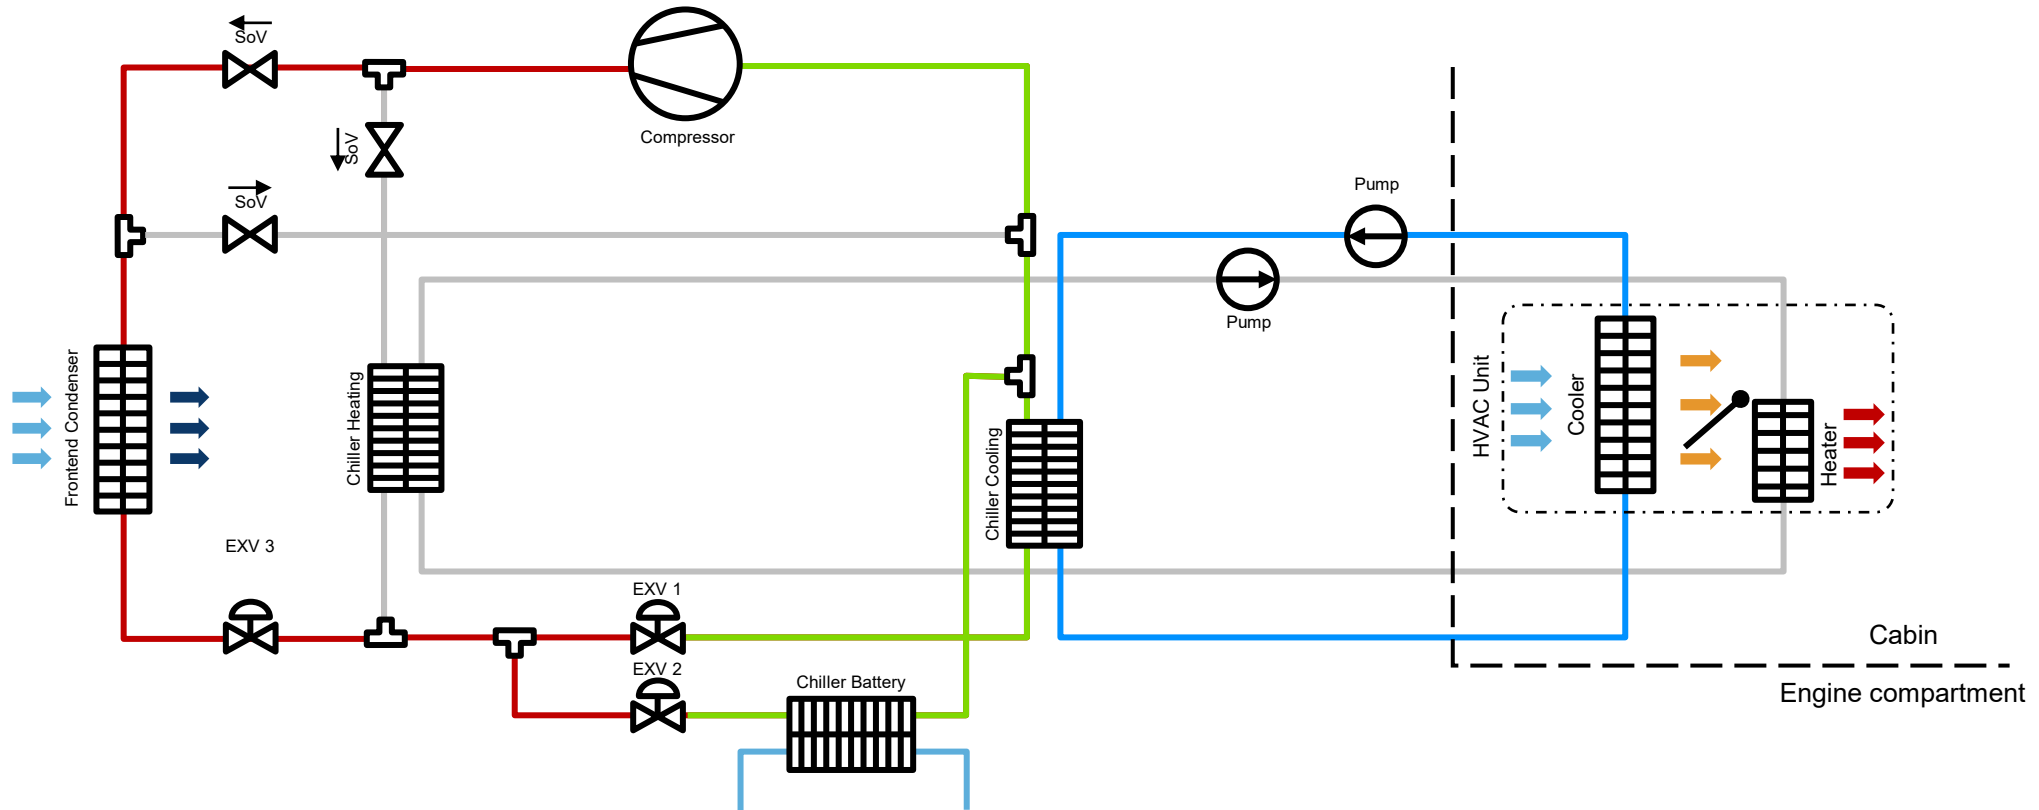 SoV
Compressor
SoV
SoV
Pump
Pump
Frontend Condenser
Chiller Heating
Chiller Cooling
HVAC Unit
Cooler
Heater
EXV 3
EXV 1
EXV 2
Chiller Battery
Cabin
Engine compartment